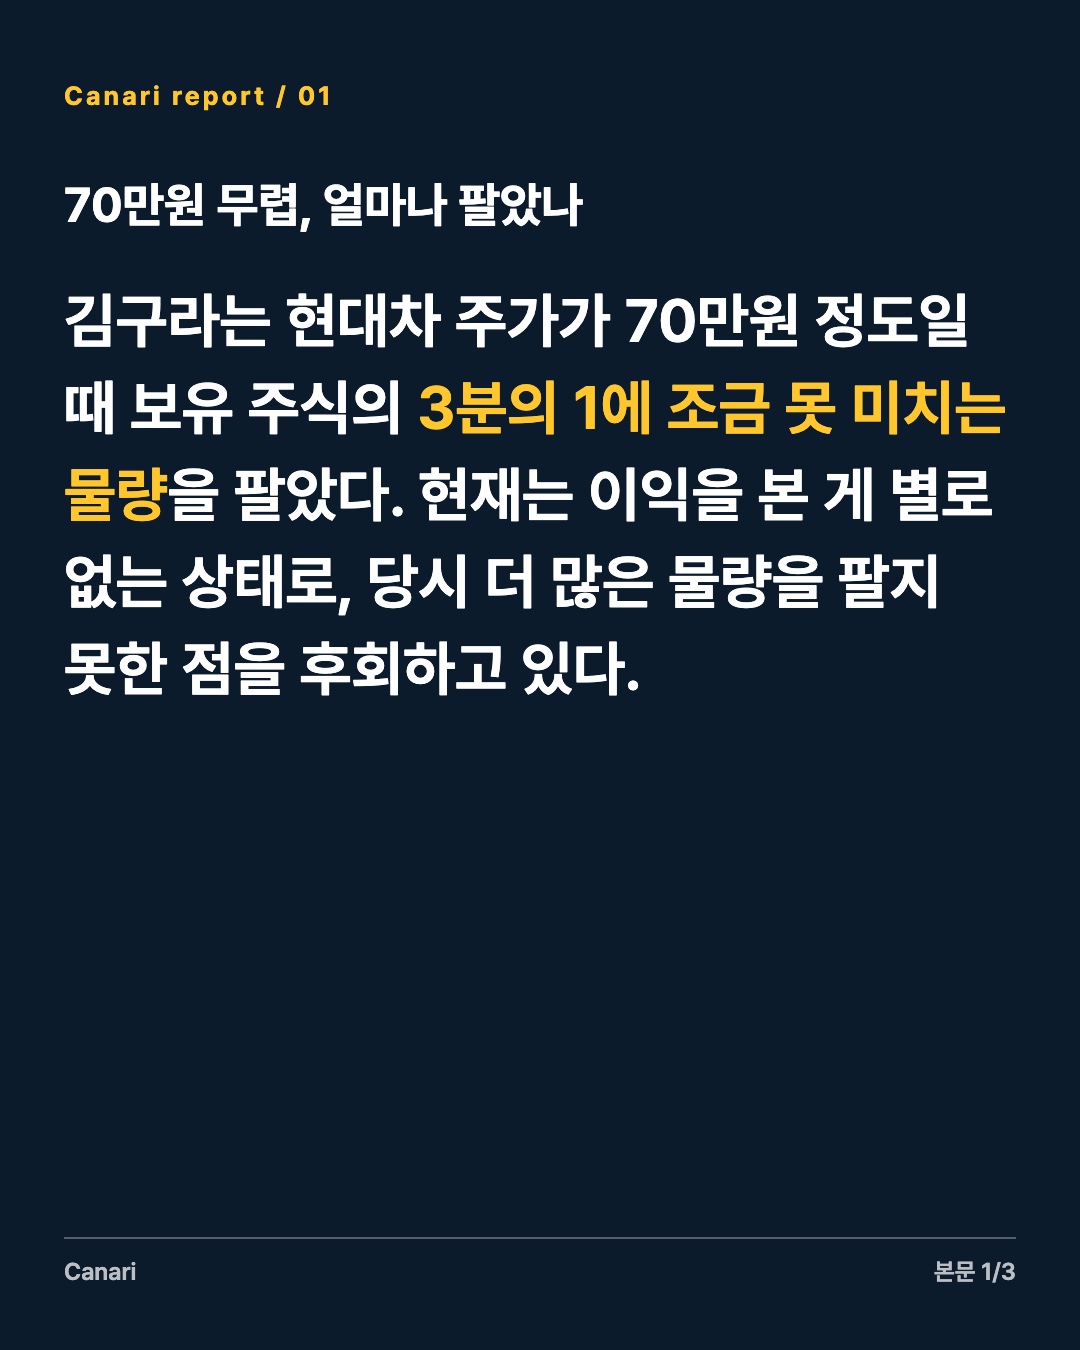 Canari report / 01
70만원 무렵, 얼마나 팔았나
김구라는 현대차 주가가 70만원 정도일
때 보유 주식의 3분의 1에 조금 못 미치는
물량을 팔았다. 현재는 이익을 본 게 별로
없는 상태로, 당시 더 많은 물량을 팔지
못한 점을 후회하고 있다.
Canari
본문 1/3